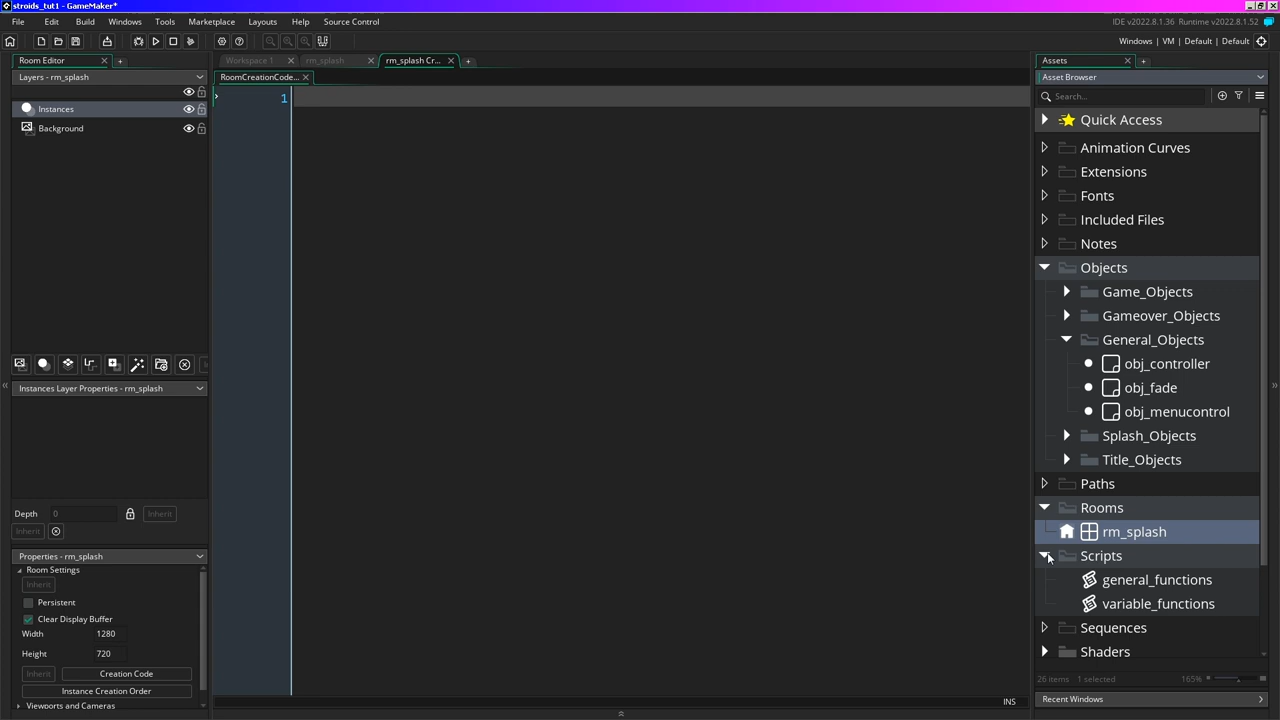 stroids_tut1 - GameMaker*
File Edit Build Windows Tools Marketplace Layouts Help Source Control
IDE v2022.8.1.36 Runtime v2022.8.1.52
Windows | VM | Default | Default
Room Editor
Workspace 1
rm_splash
rm_splash Cr...
Assets
Layers - rm_splash
RoomCreationCode...
Asset Browser
Search...
1
Instances
Background
Quick Access
Animation Curves
Extensions
Fonts
Included Files
Notes
Objects
Game_Objects
Gameover_Objects
General_Objects
obj_controller
obj_fade
obj_menucontrol
Splash_Objects
Title_Objects
Paths
Rooms
rm_splash
Scripts
general_functions
variable_functions
Sequences
Shaders
Instances Layer Properties - rm_splash
Depth 0 Inherit
Inherit
Properties - rm_splash
Room Settings
Inherit
Persistent
Clear Display Buffer
Width 1280
Height 720
Inherit Creation Code
Instance Creation Order
Viewports and Cameras
INS
26 items 1 selected 165%
Recent Windows